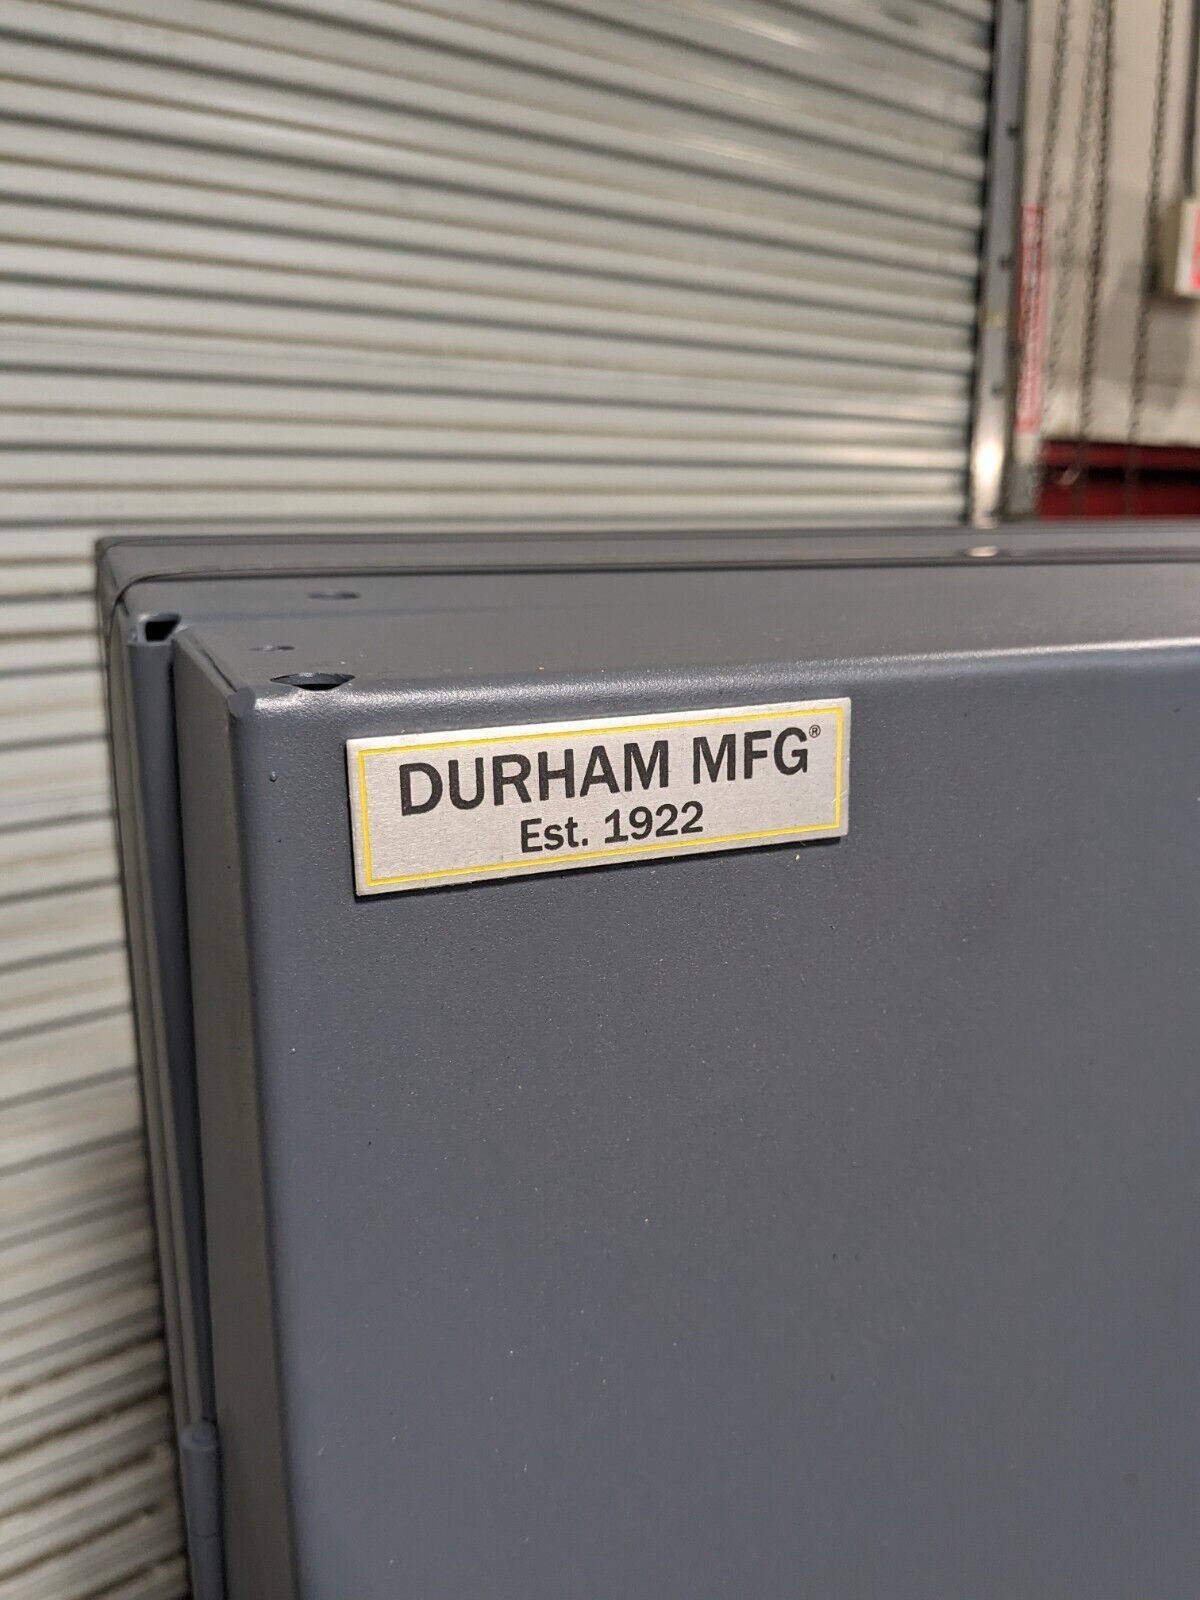 DURHAM MFG®
Est. 1922